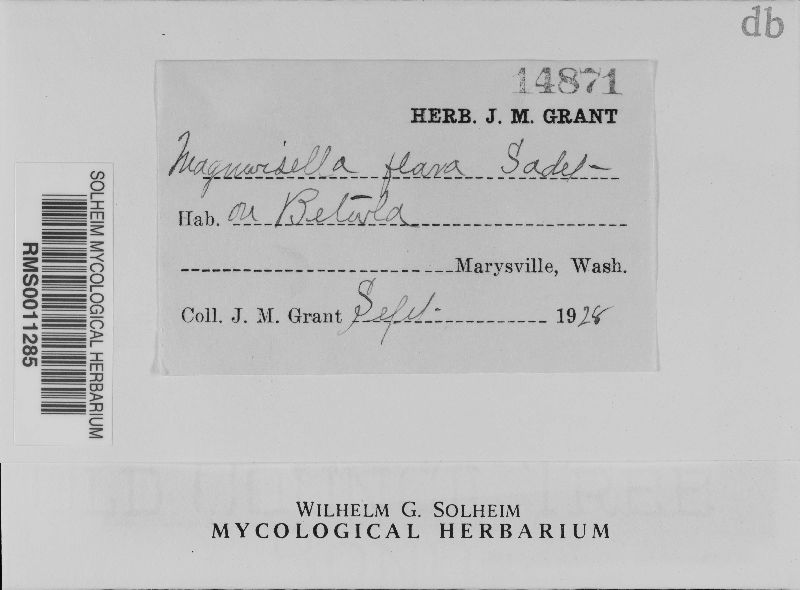 db
14871
HERB. J. M. GRANT
Magnusiella flava Sadeb
Hab. on Betula
Marysville, Wash.
Coll. J. M. Grant Sept. 1928
SOLHEIM MYCOLOGICAL HERBARIUM
RMS0011285
WILHELM G. SOLHEIM
MYCOLOGICAL HERBARIUM